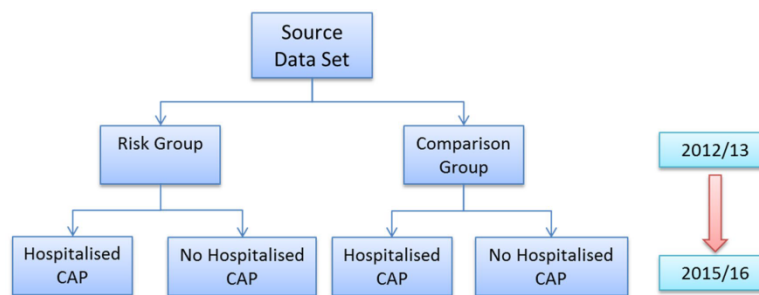 Source
Data Set
Risk Group
Comparison
Group
2012/13
Hospitalised
CAP
No Hospitalised
CAP
Hospitalised
CAP
No Hospitalised
CAP
2015/16